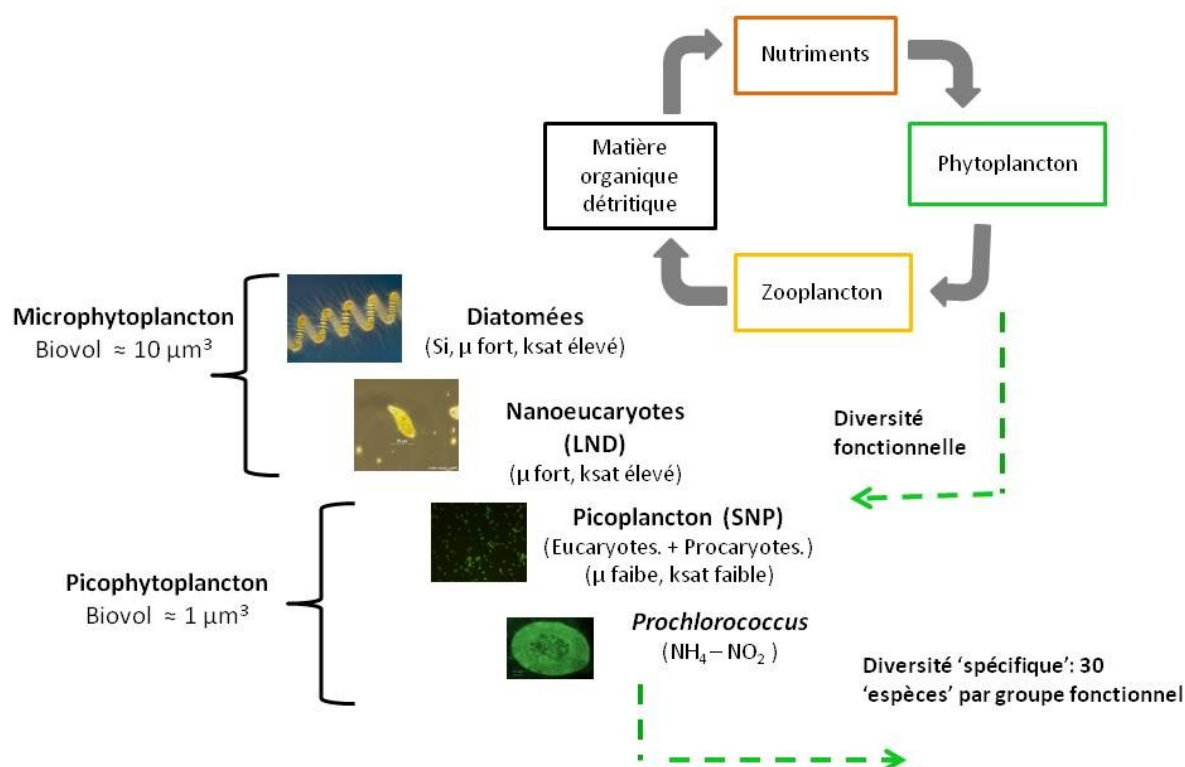 Nutriments
Matière
organique
détritique
Phytoplancton
Zooplancton
Microphytoplancton
Biovol ≈ 10 µm³
Diatomées
(Si, µ fort, ksat élevé)
Nanoeucaryotes
(LND)
(µ fort, ksat élevé)
Diversité
fonctionnelle
Picophytoplancton
Biovol ≈ 1 µm³
Picoplancton (SNP)
(Eucaryotes. + Procaryotes.)
(µ faibe, ksat faible)
Prochlorococcus
(NH₄ – NO₂ )
Diversité ‘spécifique’: 30
‘espèces’ par groupe fonctionnel